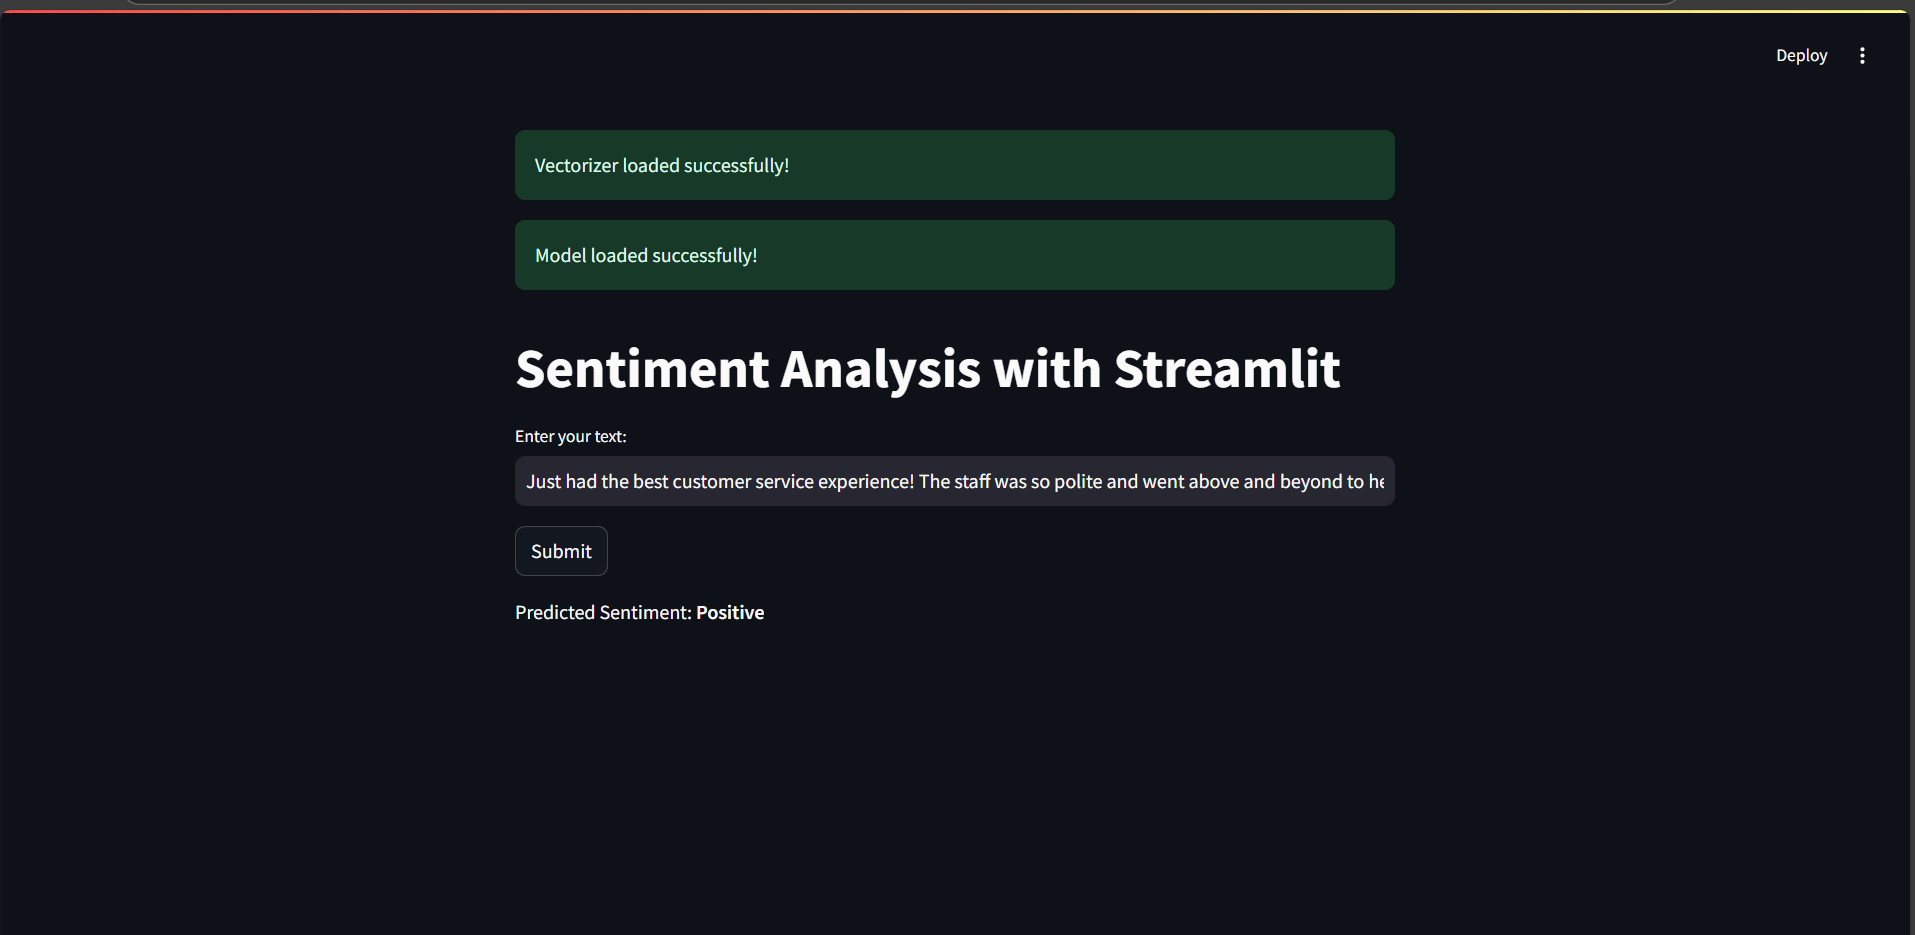 Deploy
Vectorizer loaded successfully!
Model loaded successfully!
Sentiment Analysis with Streamlit
Enter your text:
Just had the best customer service experience! The staff was so polite and went above and beyond to
Submit
Predicted Sentiment: Positive